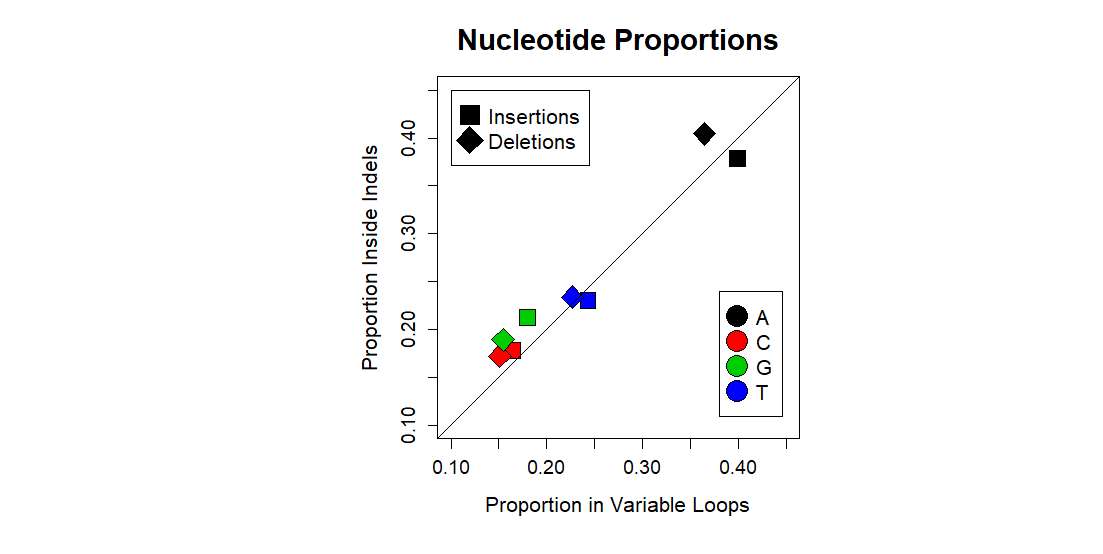 Nucleotide Proportions
Insertions
Deletions
Proportion Inside Indels
0.40
0.30
0.20
0.10
A
C
G
T
0.10 0.20 0.30 0.40
Proportion in Variable Loops